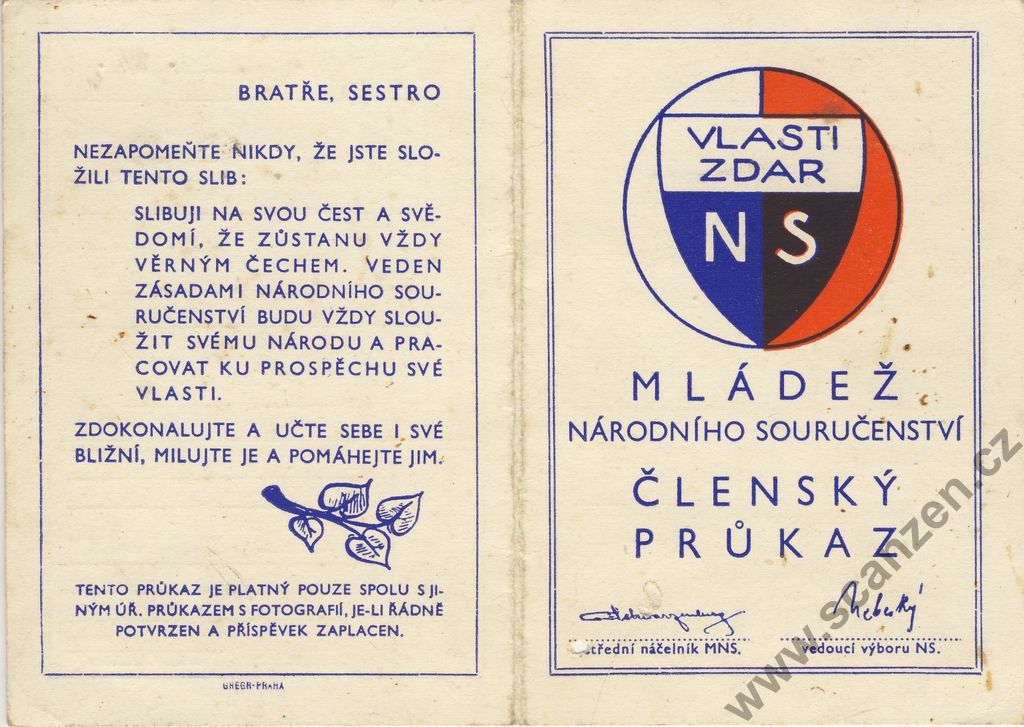 BRATŘE, SESTRO
NEZAPOMEŇTE NIKDY, ŽE JSTE SLO-
ŽILI TENTO SLIB:
SLIBUJI NA SVOU ČEST A SVĚ-
DOMÍ, ŽE ZŮSTANU VŽDY
VĚRNÝM ČECHEM. VEDEN
ZÁSADAMI NÁRODNÍHO SOU-
RUČENSTVÍ BUDU VŽDY SLOU-
ŽIT SVÉMU NÁRODU A PRA-
COVAT KU PROSPĚCHU SVÉ
VLASTI.
ZDOKONALUJTE A UČTE SEBE I SVÉ
BLIŽNÍ, MILUJTE JE A POMÁHEJTE JIM.
TENTO PRŮKAZ JE PLATNÝ POUZE SPOLU S JI-
NÝM ÚŘ. PRŮKAZEM S FOTOGRAFIÍ, JE-LI ŘÁDNĚ
POTVRZEN A PŘÍSPĚVEK ZAPLACEN.
GREGR-PRAHA
VLASTI
ZDAR
NS
MLÁDEŽ
NÁRODNÍHO SOURUČENSTVÍ
ČLENSKÝ
PRŮKAZ
střední náčelník MNS.
vedoucí výboru NS.
www.scanzen.cz